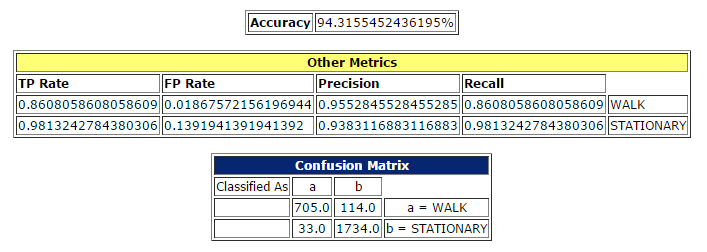 Accuracy 94.3155452436195%
Other Metrics
TP Rate FP Rate Precision Recall
0.8608058608058609 0.01867572156196944 0.9552845528455285 0.8608058608058609 WALK
0.9813242784380306 0.1391941391941392 0.9383116883116883 0.9813242784380306 STATIONARY
Confusion Matrix
Classified As a b
705.0 114.0 a = WALK
33.0 1734.0 b = STATIONARY